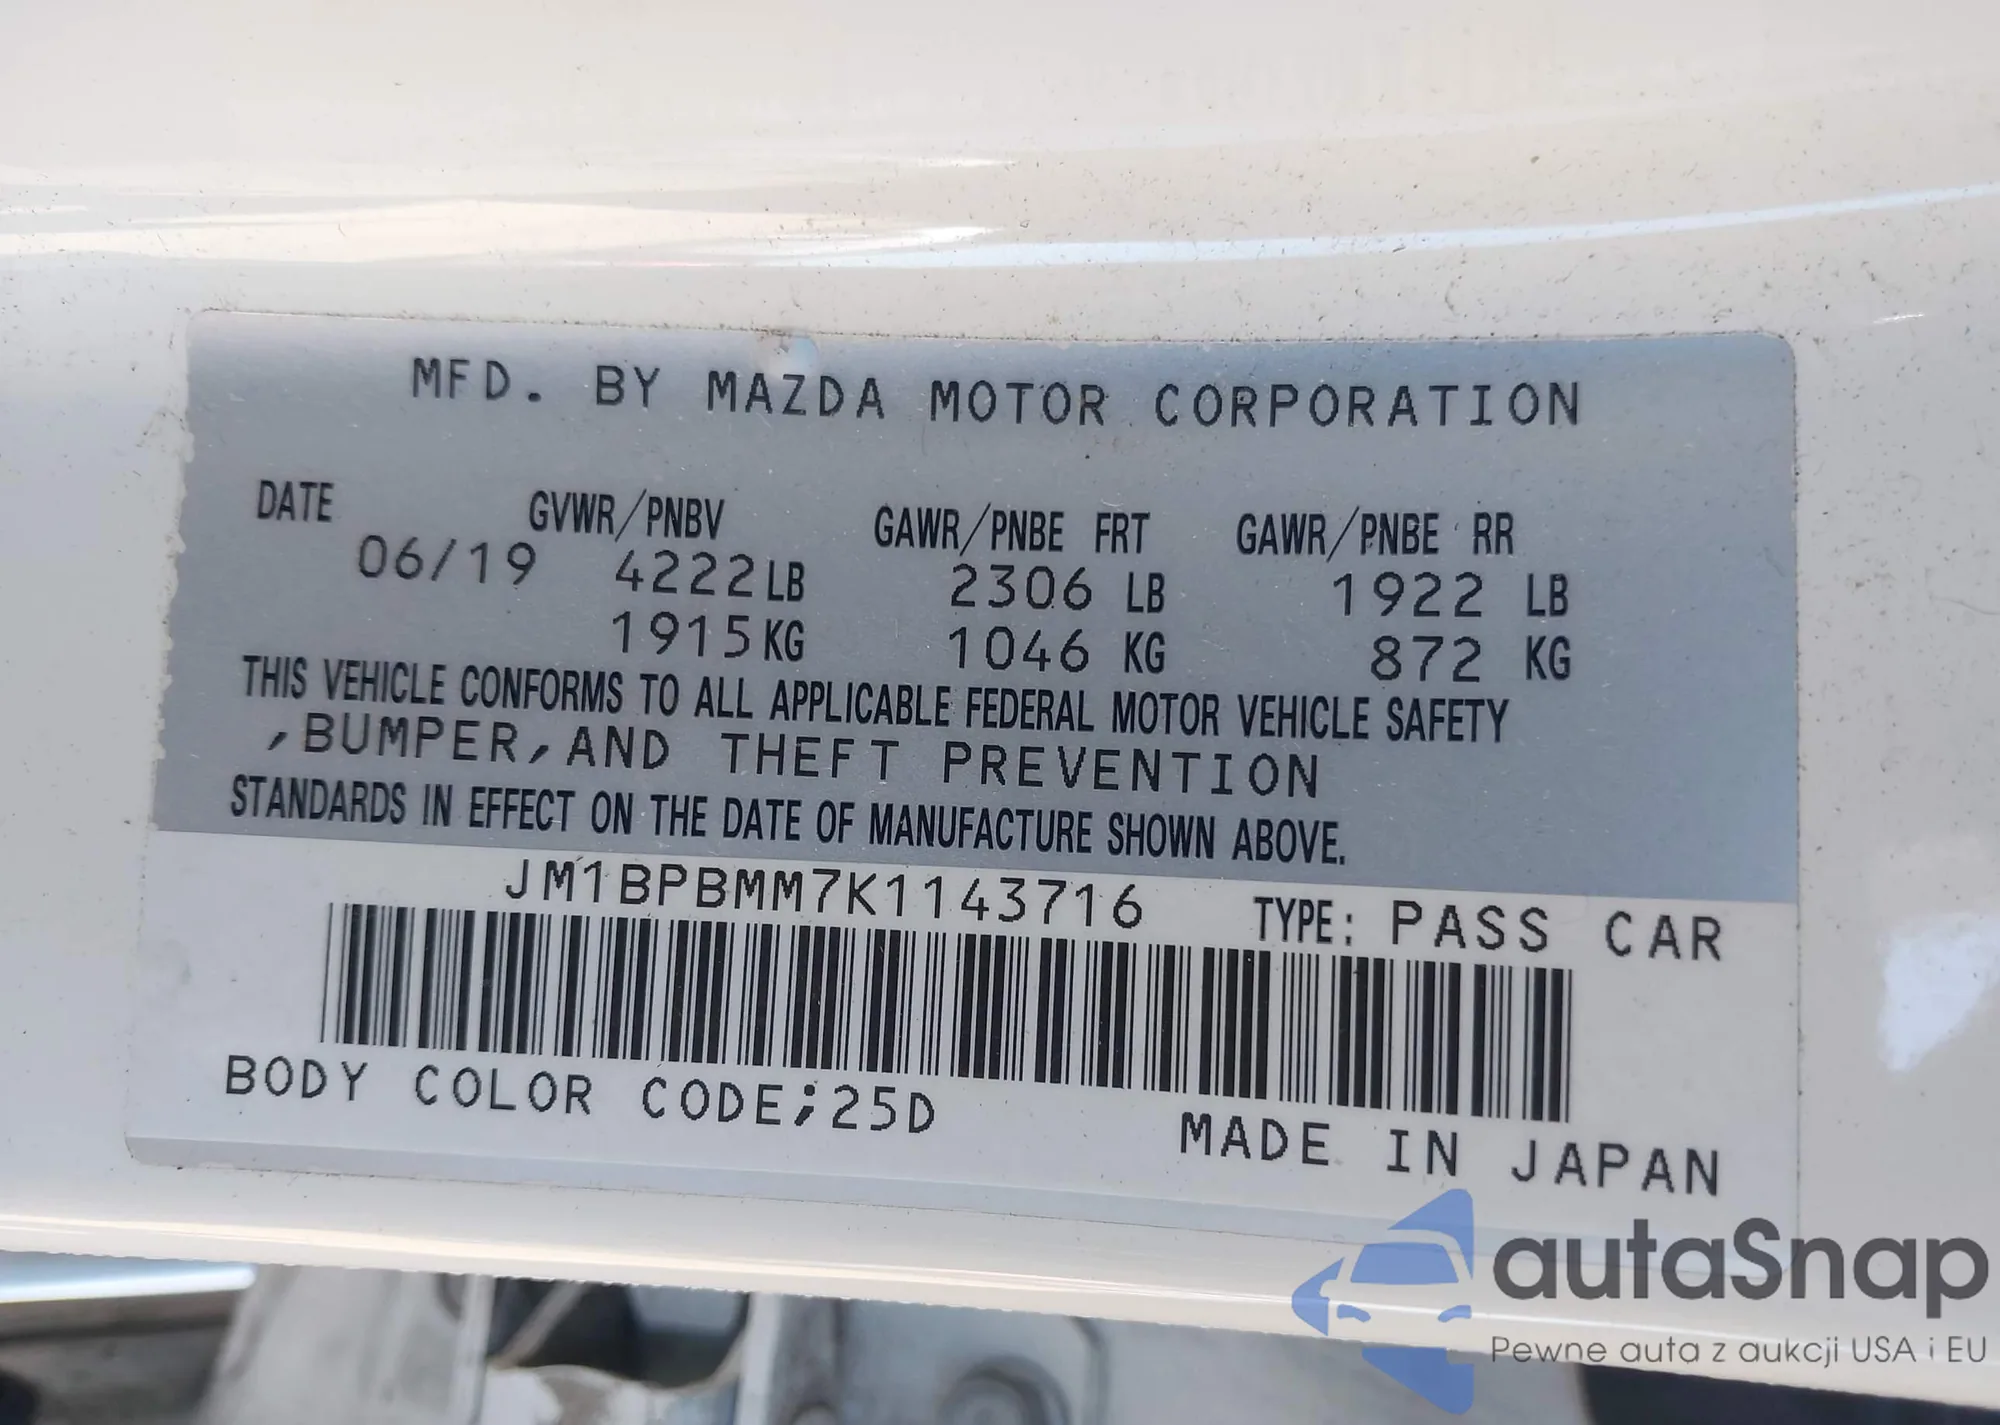 MFD. BY MAZDA MOTOR CORPORATION
DATE GVWR/PNBV GAWR/PNBE FRT GAWR/PNBE RR
06/19 4222LB 2306 LB 1922 LB
1915KG 1046 KG 872 KG
THIS VEHICLE CONFORMS TO ALL APPLICABLE FEDERAL MOTOR VEHICLE SAFETY
,BUMPER,AND THEFT PREVENTION
STANDARDS IN EFFECT ON THE DATE OF MANUFACTURE SHOWN ABOVE.
JM1BPBMM7K1143716 TYPE: PASS CAR
BODY COLOR CODE;25D
MADE IN JAPAN
autaSnap
Pewne auta z aukcji USA i EU